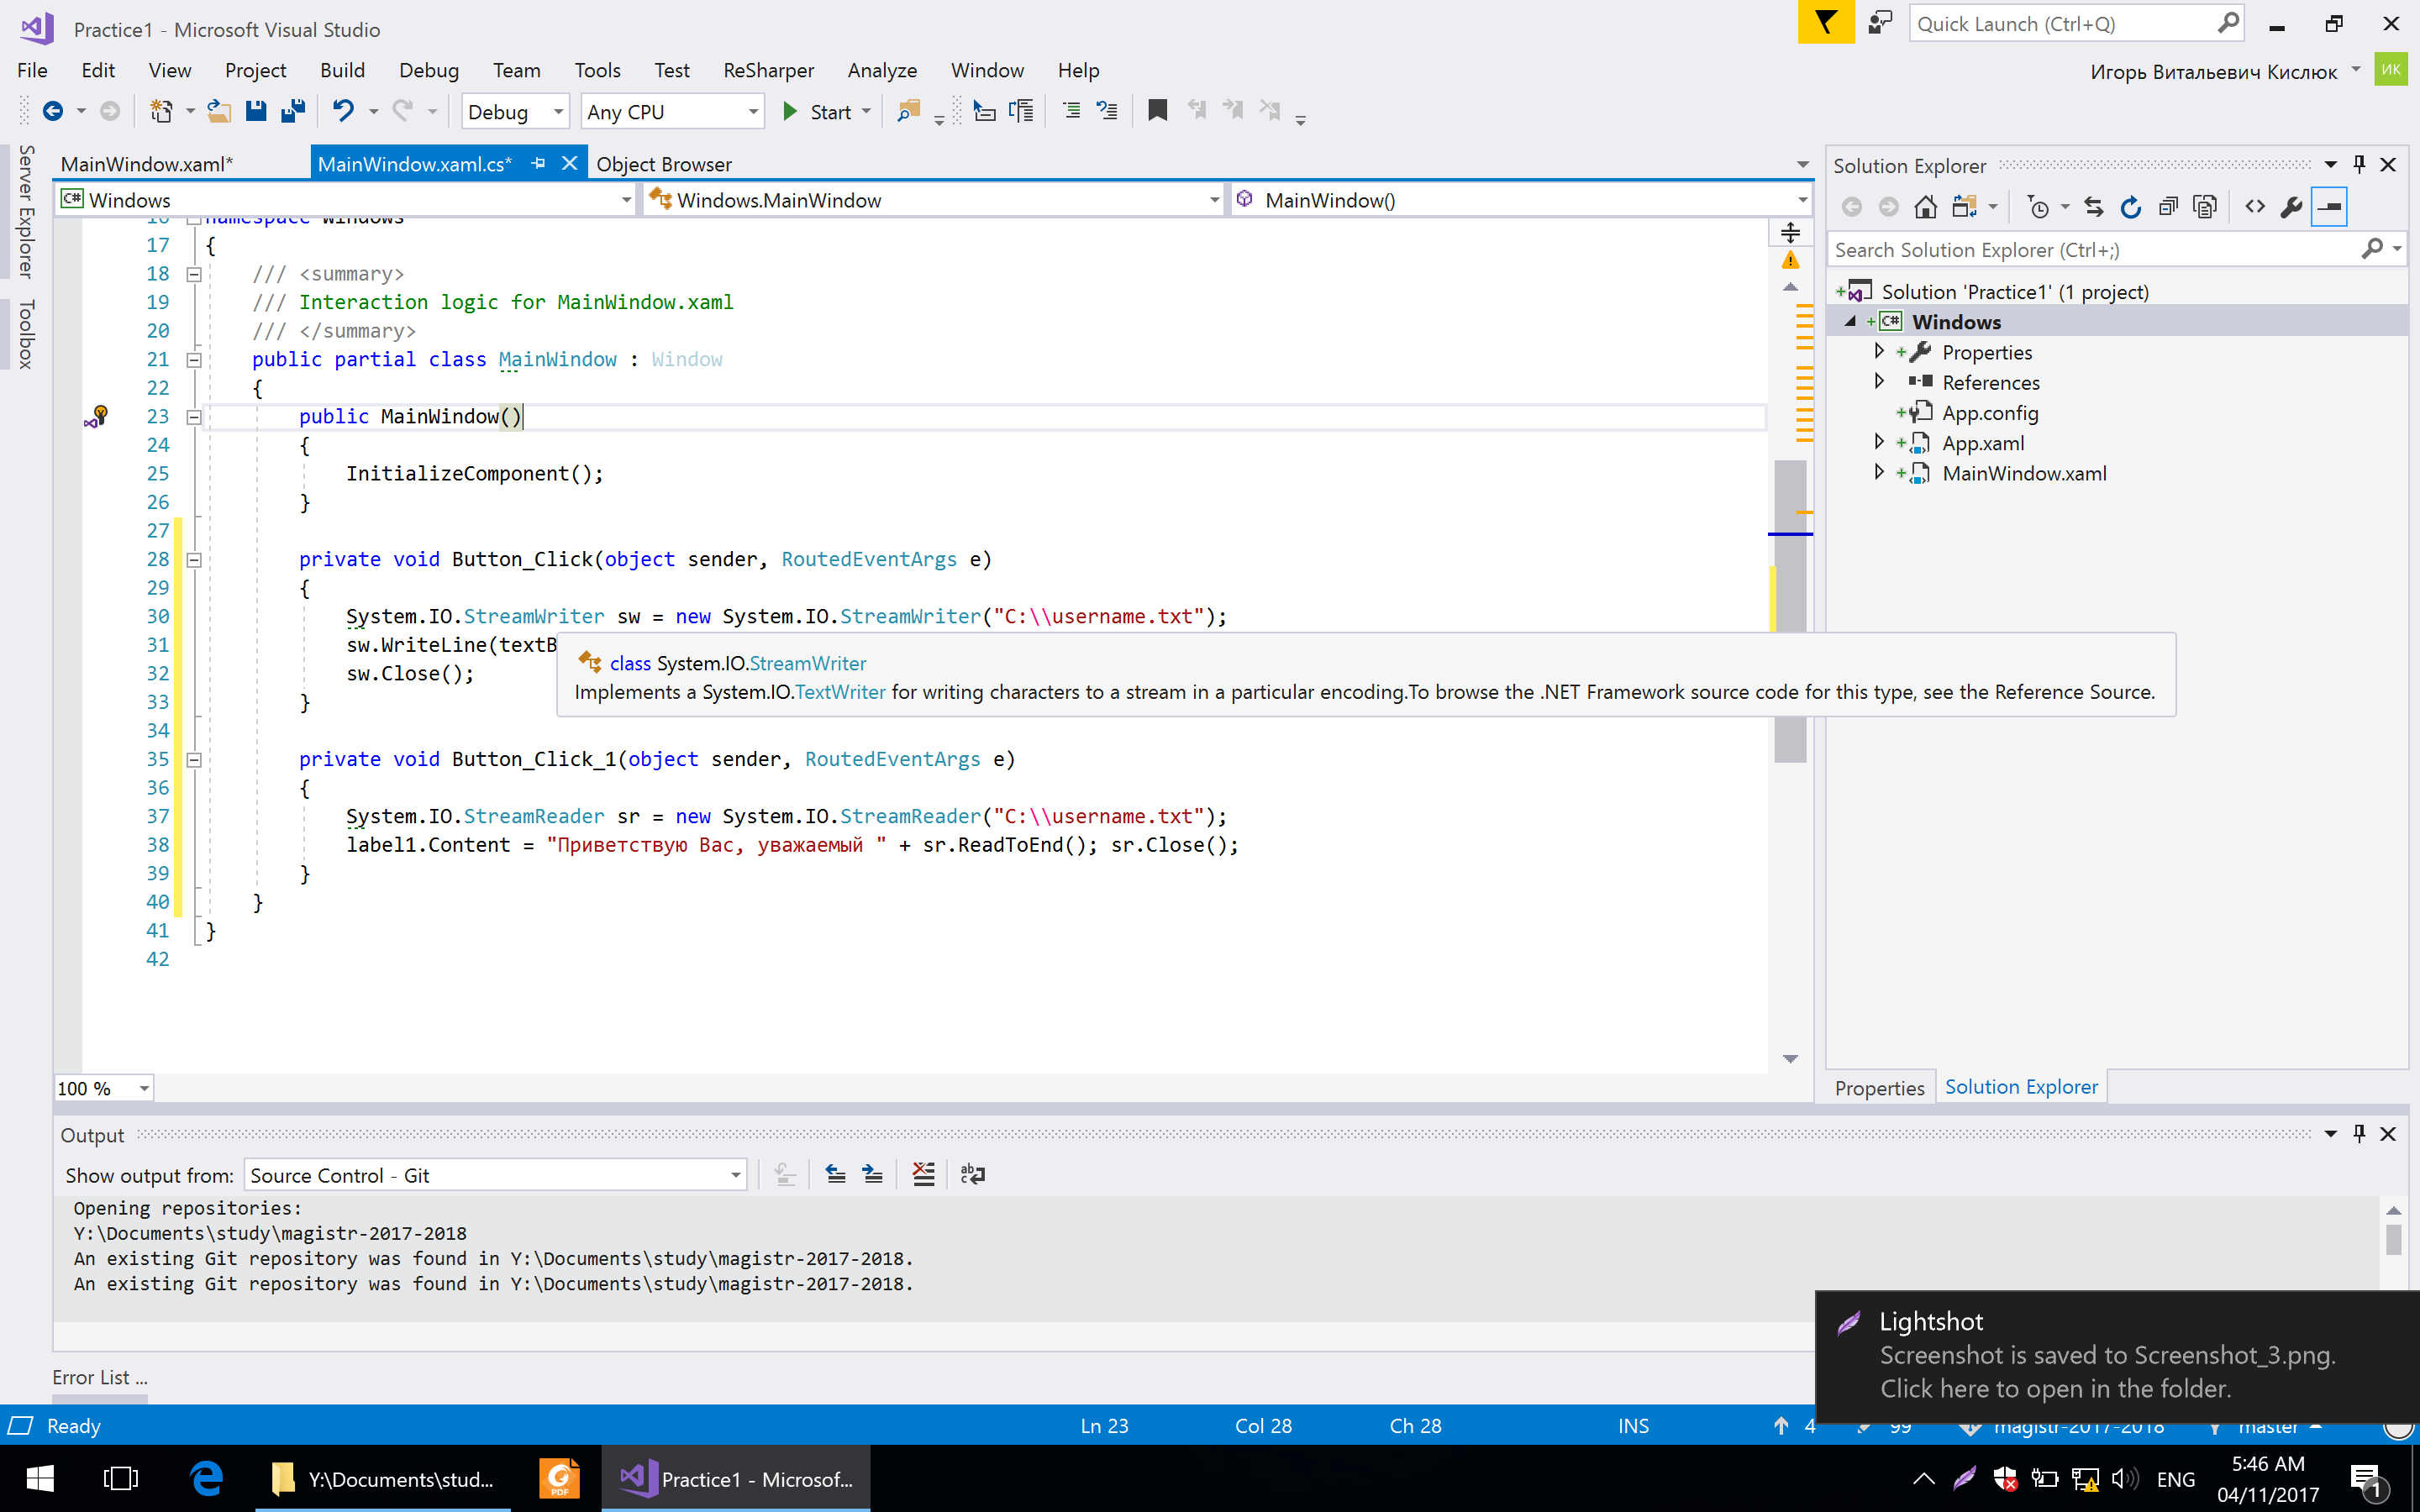 Practice1 - Microsoft Visual Studio
Quick Launch (Ctrl+Q)
File Edit View Project Build Debug Team Tools Test ReSharper Analyze Window Help
Игорь Витальевич Кислюк
ИК
Debug
Any CPU
Start
Server Explorer
Toolbox
MainWindow.xaml*
MainWindow.xaml.cs*
Object Browser
C# Windows
Windows.MainWindow
MainWindow()
16 namespace Windows
17 {
18 /// <summary>
19 /// Interaction logic for MainWindow.xaml
20 /// </summary>
21 public partial class MainWindow : Window
22 {
23 public MainWindow()
24 {
25 InitializeComponent();
26 }
27
28 private void Button_Click(object sender, RoutedEventArgs e)
29 {
30 System.IO.StreamWriter sw = new System.IO.StreamWriter("C:\\username.txt");
31 sw.WriteLine(textB
32 sw.Close();
33 }
34
35 private void Button_Click_1(object sender, RoutedEventArgs e)
36 {
37 System.IO.StreamReader sr = new System.IO.StreamReader("C:\\username.txt");
38 label1.Content = "Приветствую Вас, уважаемый " + sr.ReadToEnd(); sr.Close();
39 }
40 }
41 }
42
class System.IO.StreamWriter
Implements a System.IO.TextWriter for writing characters to a stream in a particular encoding.To browse the .NET Framework source code for this type, see the Reference Source.
100 %
Solution Explorer
Search Solution Explorer (Ctrl+;)
Solution 'Practice1' (1 project)
C# Windows
Properties
References
App.config
App.xaml
MainWindow.xaml
Properties
Solution Explorer
Output
Show output from: Source Control - Git
Opening repositories:
Y:\Documents\study\magistr-2017-2018
An existing Git repository was found in Y:\Documents\study\magistr-2017-2018.
An existing Git repository was found in Y:\Documents\study\magistr-2017-2018.
Error List ...
Lightshot
Screenshot is saved to Screenshot_3.png.
Click here to open in the folder.
Ready
Ln 23
Col 28
Ch 28
INS
4
99
magistr-2017-2018
master
Y:\Documents\stud...
PDF
Practice1 - Microsof...
ENG
5:46 AM
04/11/2017
1